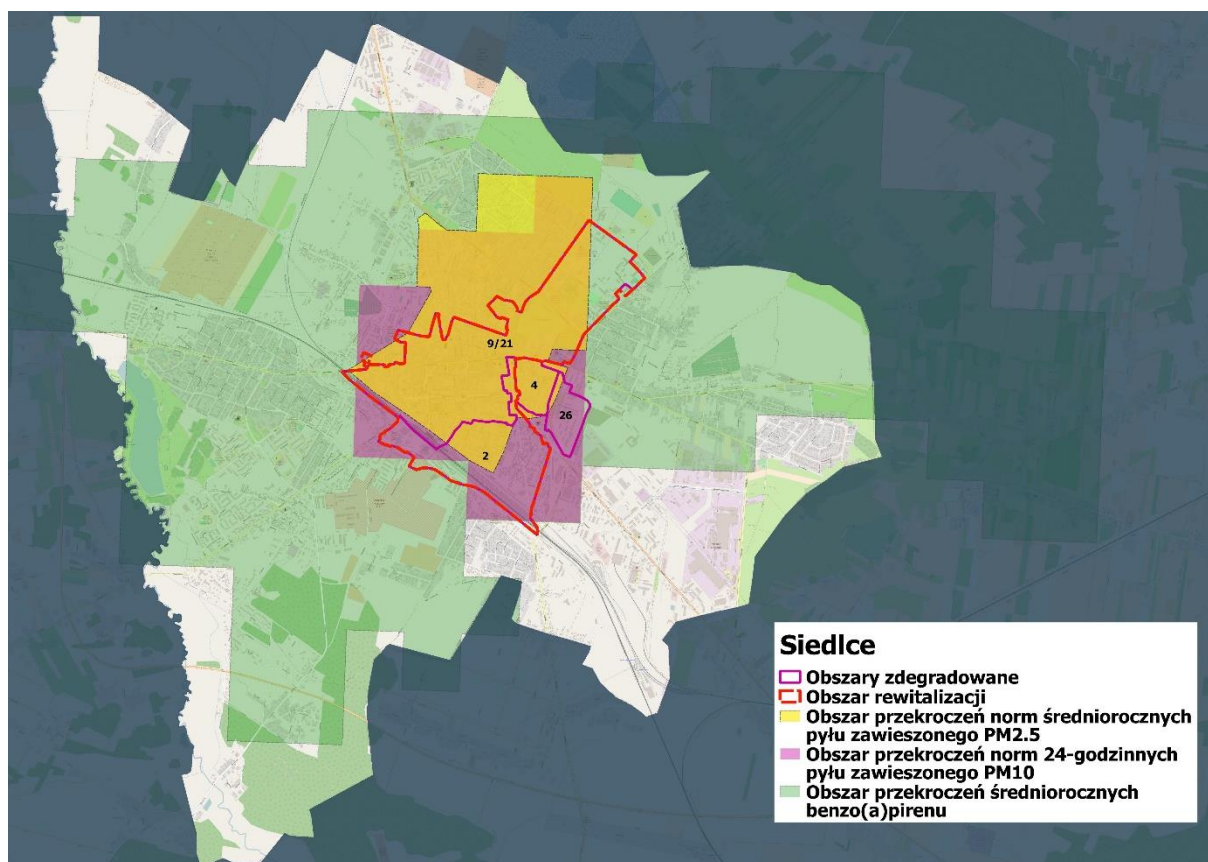 9/21
4
26
2
Siedlce
Obszary zdegradowane
Obszar rewitalizacji
Obszar przekroczeń norm średniorocznych
pyłu zawieszonego PM2.5
Obszar przekroczeń norm 24-godzinnych
pyłu zawieszonego PM10
Obszar przekroczeń średniorocznych
benzo(a)pirenu